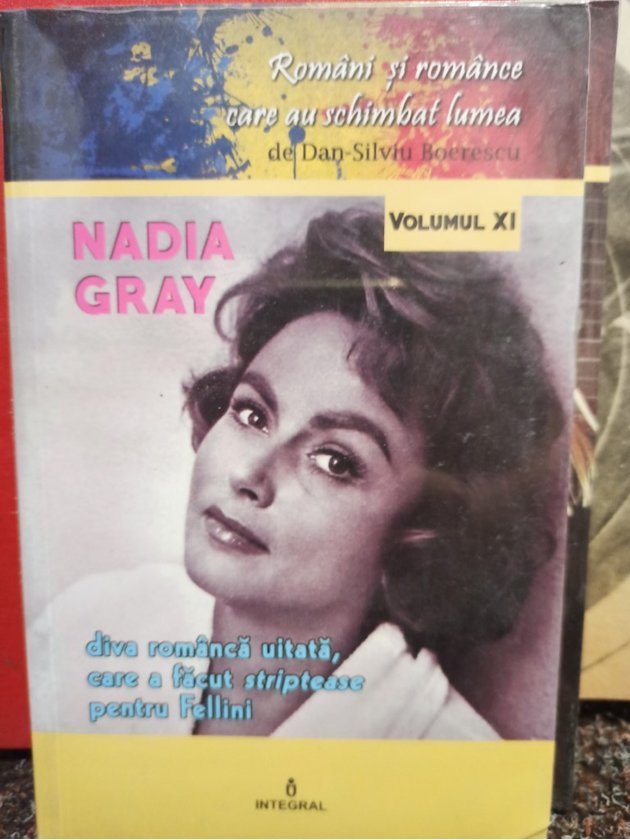 Români și românce
care au schimbat lumea
de Dan-Silviu Boerescu
VOLUMUL XI
NADIA
GRAY
diva româncă uitată,
care a făcut striptease
pentru Fellini
INTEGRAL